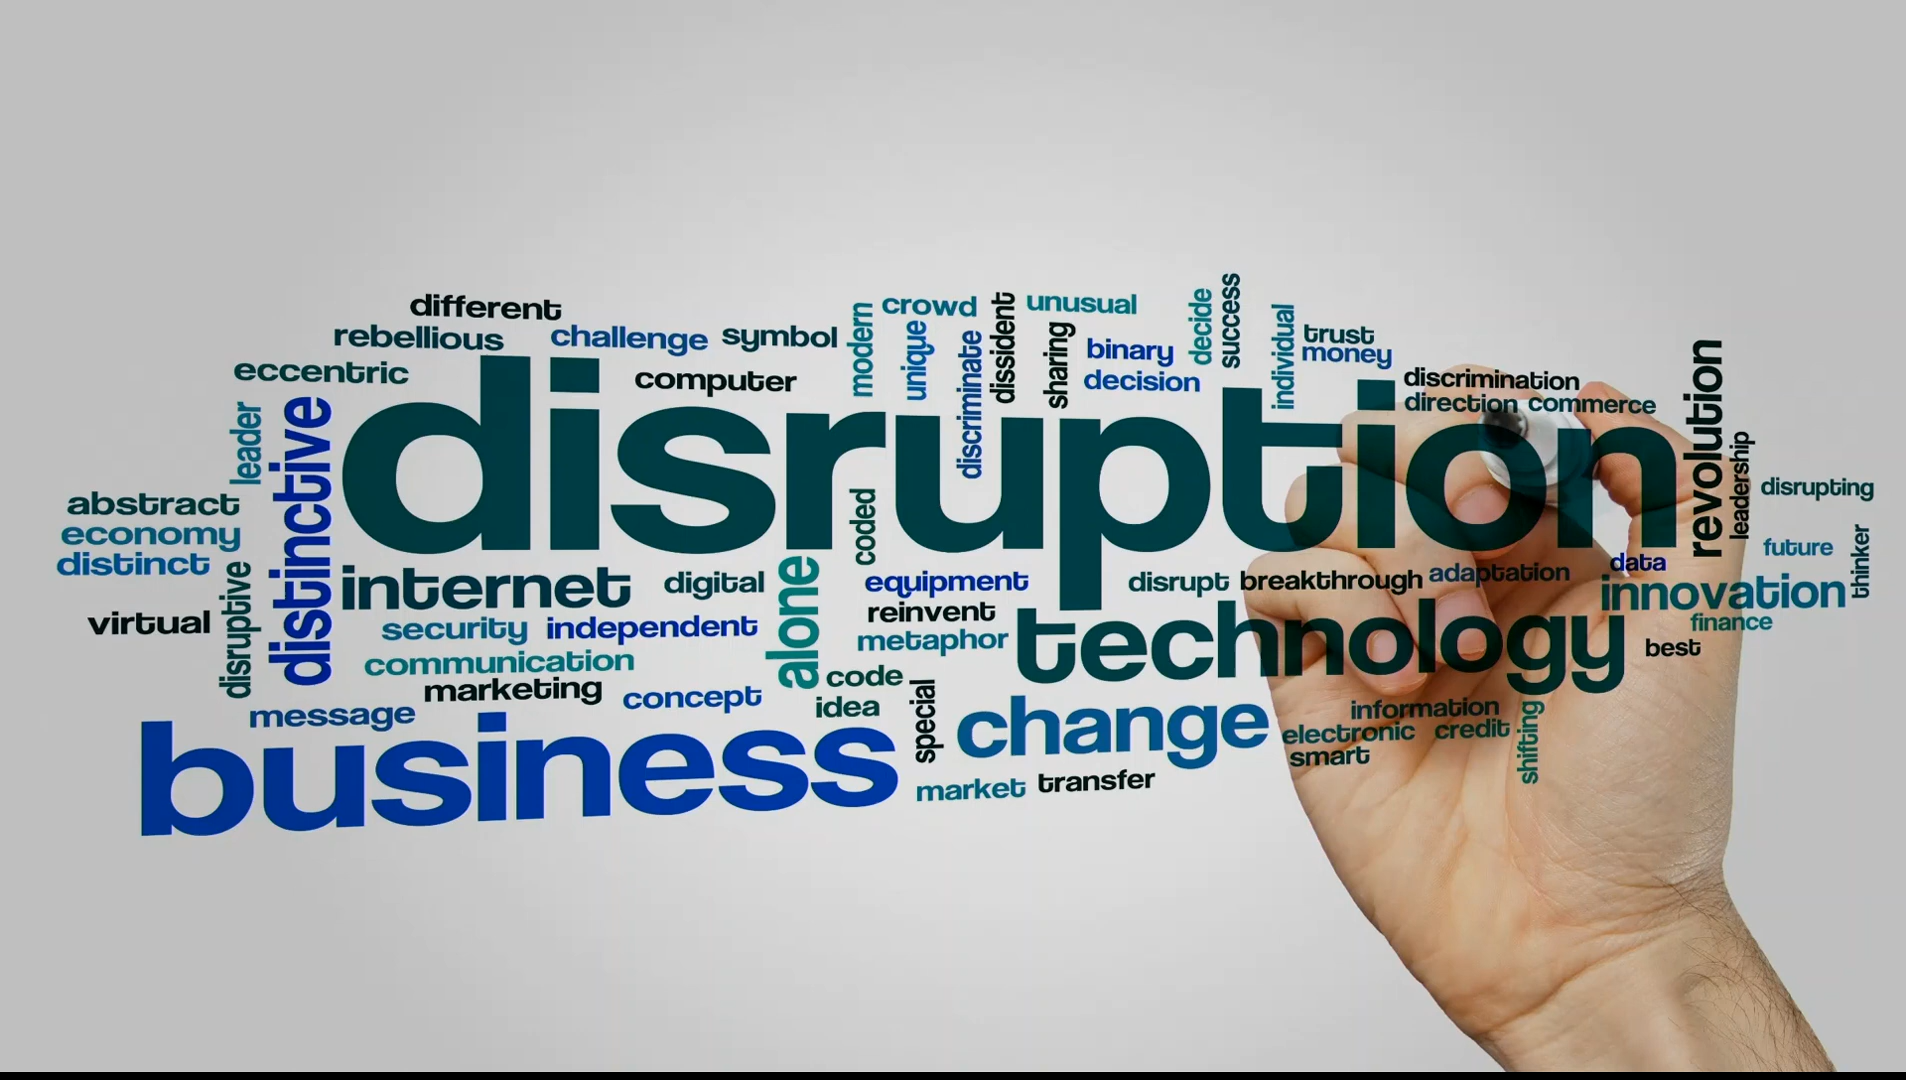 different
rebellious
challenge
symbol
modern
crowd
unique
discriminate
dissident
unusual
sharing
binary
decision
decide
success
individual
trust
money
eccentric
computer
discrimination
direction
commerce
revolution
leadership
leader
distinctive
disruption
disrupting
abstract
economy
distinct
coded
future
thinker
virtual
disruptive
internet
digital
alone
equipment
disrupt
breakthrough
adaptation
data
innovation
finance
best
security
independent
reinvent
metaphor
technology
communication
marketing
concept
code
idea
special
message
business
change
information
electronic
credit
smart
shifting
market
transfer